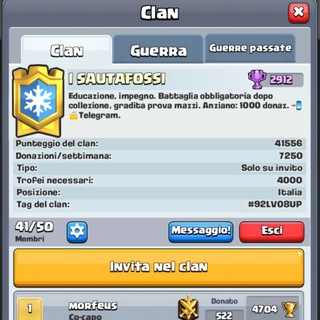 Clan
Clan
Guerra
Guerre passate
I SAUTAFOSSI
2912
Educazione, impegno. Battaglia obbligatoria dopo
collezione, gradita prova mazzi. Anziano: 1000 donaz.
Telegram.
Punteggio del clan: 41556
Donazioni/settimana: 7250
Tipo: Solo su invito
Trofei necessari: 4000
Posizione: Italia
Tag del clan: #92LV08UP
41/50
Membri
Messaggio!
Esci
Invita nel clan
1
Morfeus
Co-capo
Donato
522
4704